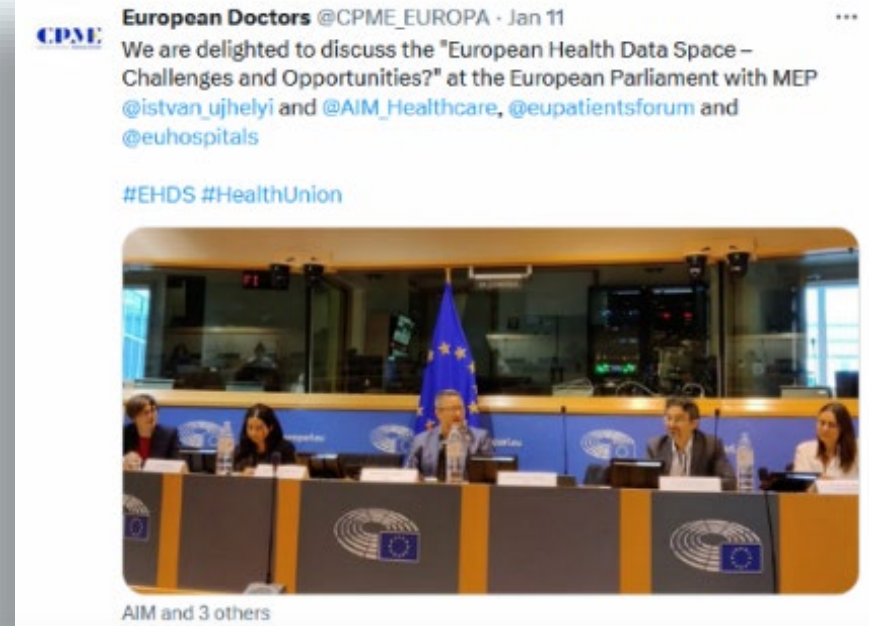 European Doctors @CPME_EUROPA · Jan 11
CPME
We are delighted to discuss the "European Health Data Space –
Challenges and Opportunities?" at the European Parliament with MEP
@istvan_ujhelyi and @AIM_Healthcare, @eupatientsforum and
@euhospitals
#EHDS #HealthUnion
AIM and 3 others